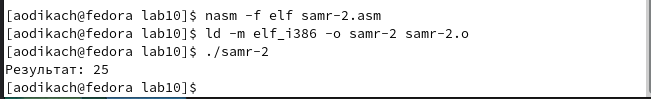 [aodikach@fedora lab10]$ nasm -f elf samr-2.asm
[aodikach@fedora lab10]$ ld -m elf_i386 -o samr-2 samr-2.o
[aodikach@fedora lab10]$ ./samr-2
Результат: 25
[aodikach@fedora lab10]$